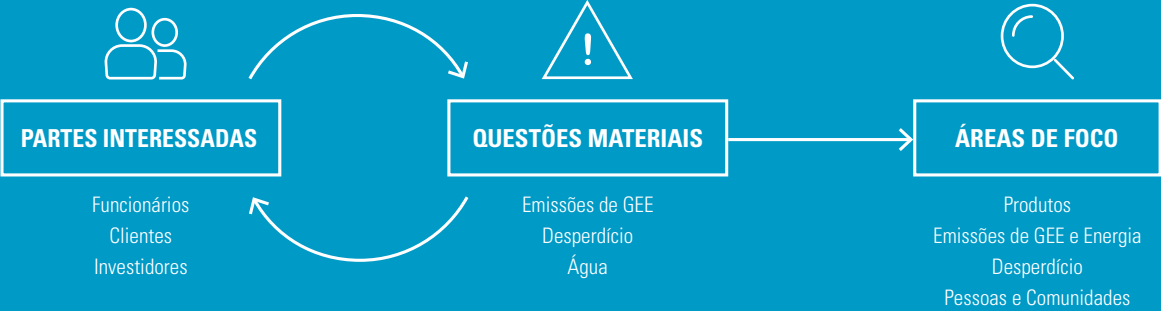 PARTES INTERESSADAS
Funcionários
Clientes
Investidores
QUESTÕES MATERIAIS
Emissões de GEE
Desperdício
Água
ÁREAS DE FOCO
Produtos
Emissões de GEE e Energia
Desperdício
Pessoas e Comunidades